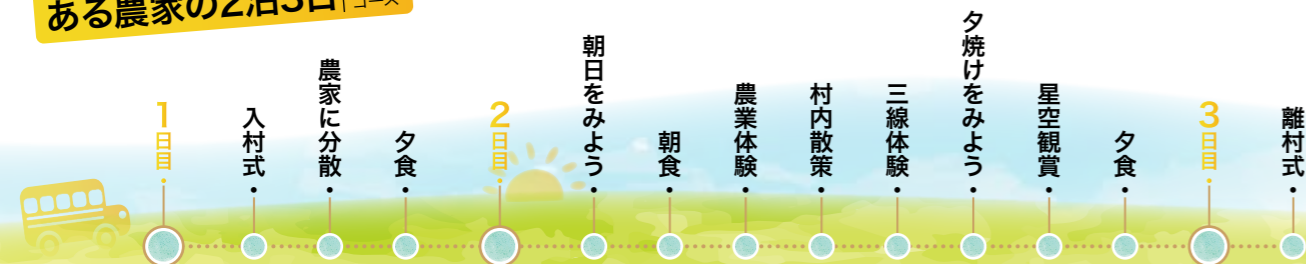 ある農家の2泊3日
コース
1日目
入村式
農家に分散
夕食
2日目
朝日をみよう
朝食
農業体験
村内散策
三線体験
夕焼けをみよう
星空観賞
夕食
3日目
離村式